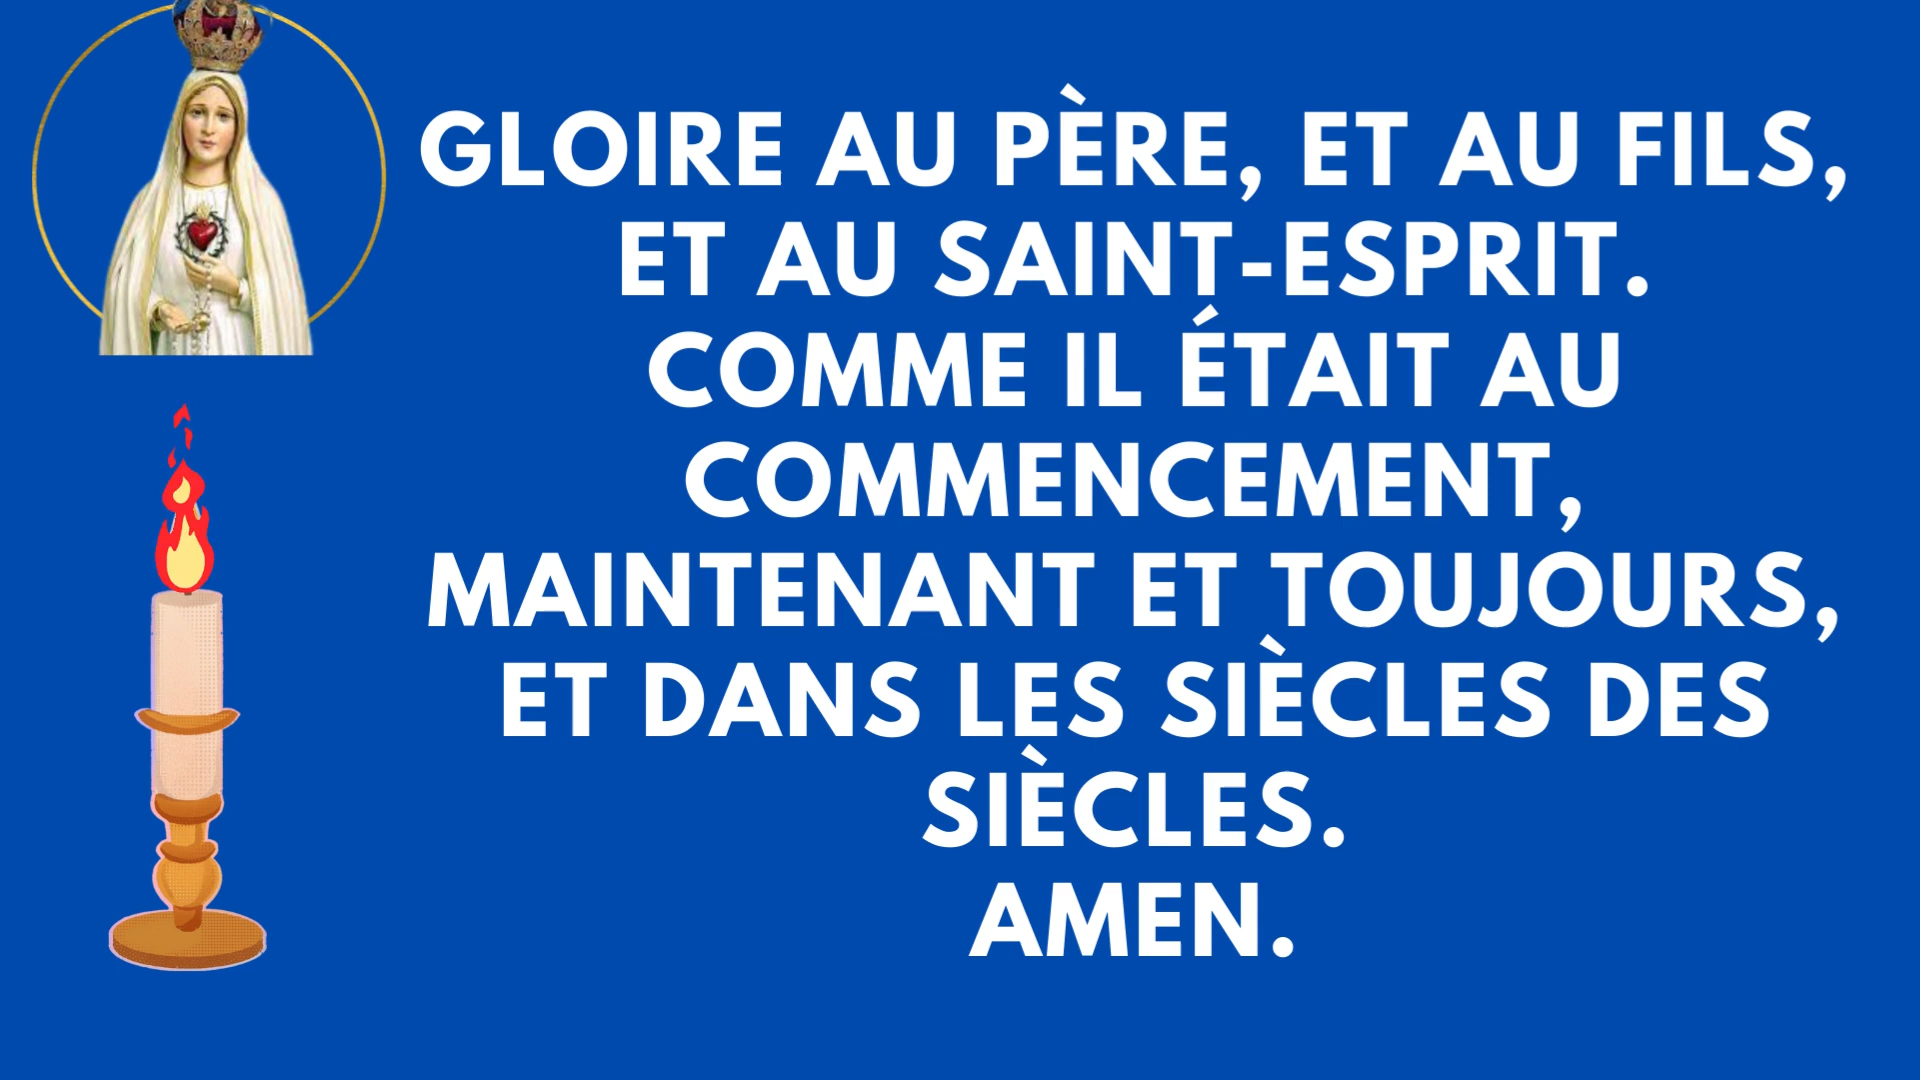 GLOIRE AU PÈRE, ET AU FILS,
ET AU SAINT-ESPRIT.
COMME IL ÉTAIT AU
COMMENCEMENT,
MAINTENANT ET TOUJOURS,
ET DANS LES SIÈCLES DES
SIÈCLES.
AMEN.